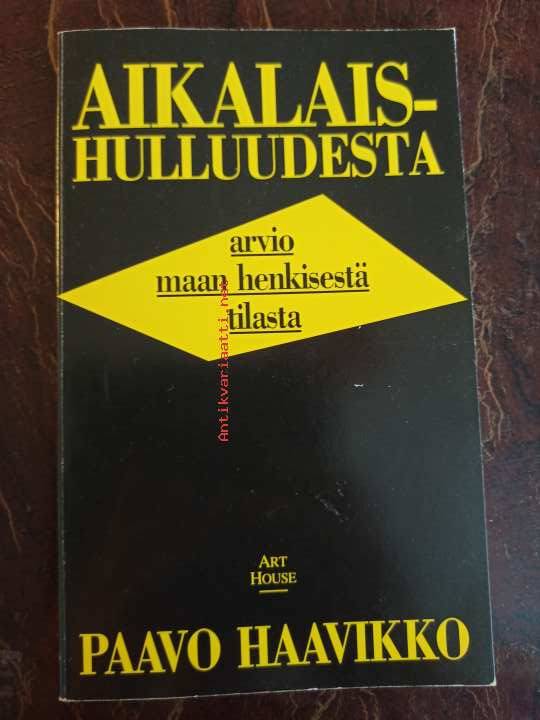 AIKALAIS-
HULLUUDESTA
arvio
maan henkisestä
tilasta
Antikvariaatti.net
ART
HOUSE
PAAVO HAAVIKKO